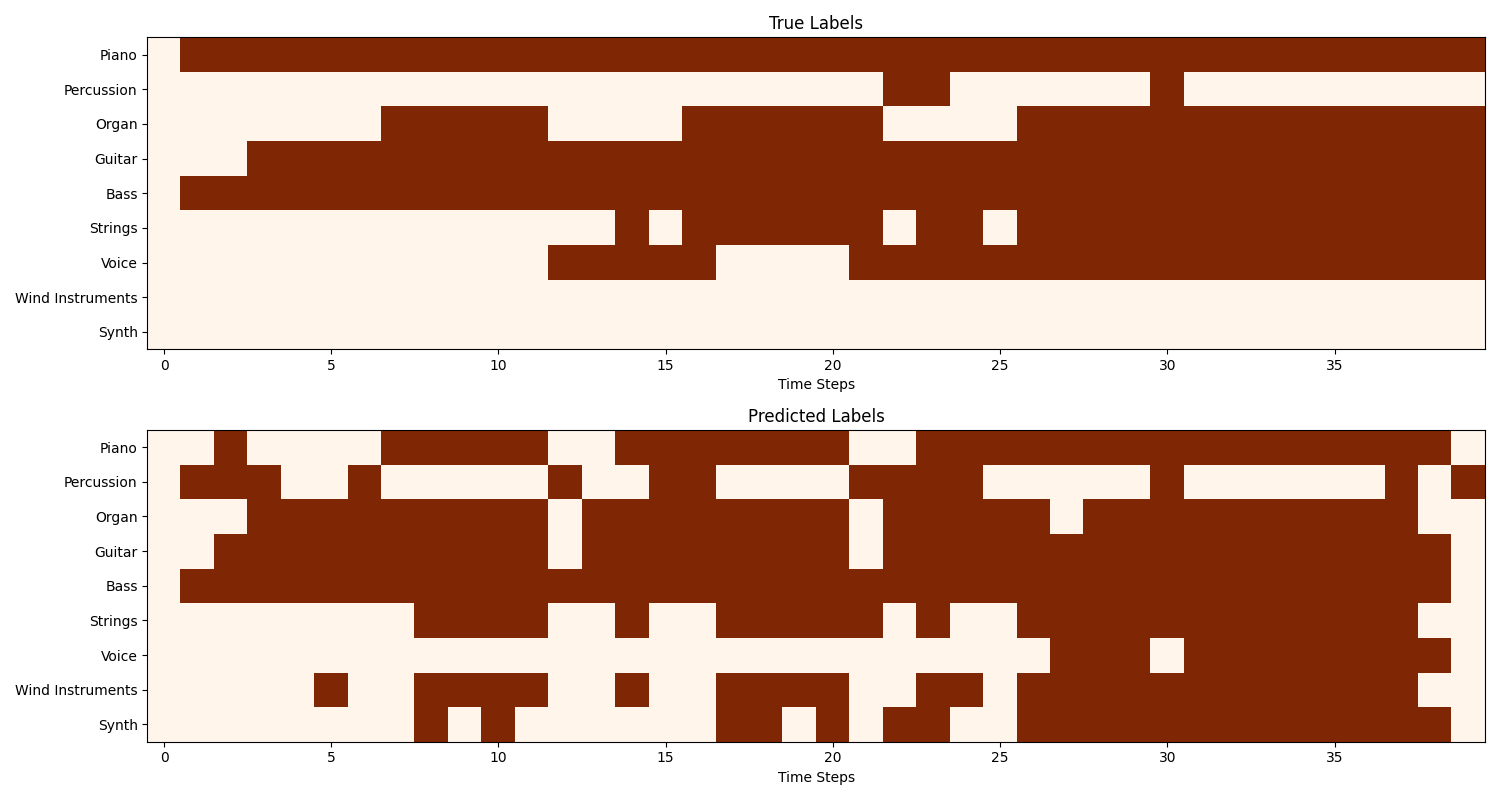 True Labels
Piano
Percussion
Organ
Guitar
Bass
Strings
Voice
Wind Instruments
Synth
0 5 10 15 20 25 30 35
Time Steps
Predicted Labels
Piano
Percussion
Organ
Guitar
Bass
Strings
Voice
Wind Instruments
Synth
0 5 10 15 20 25 30 35
Time Steps